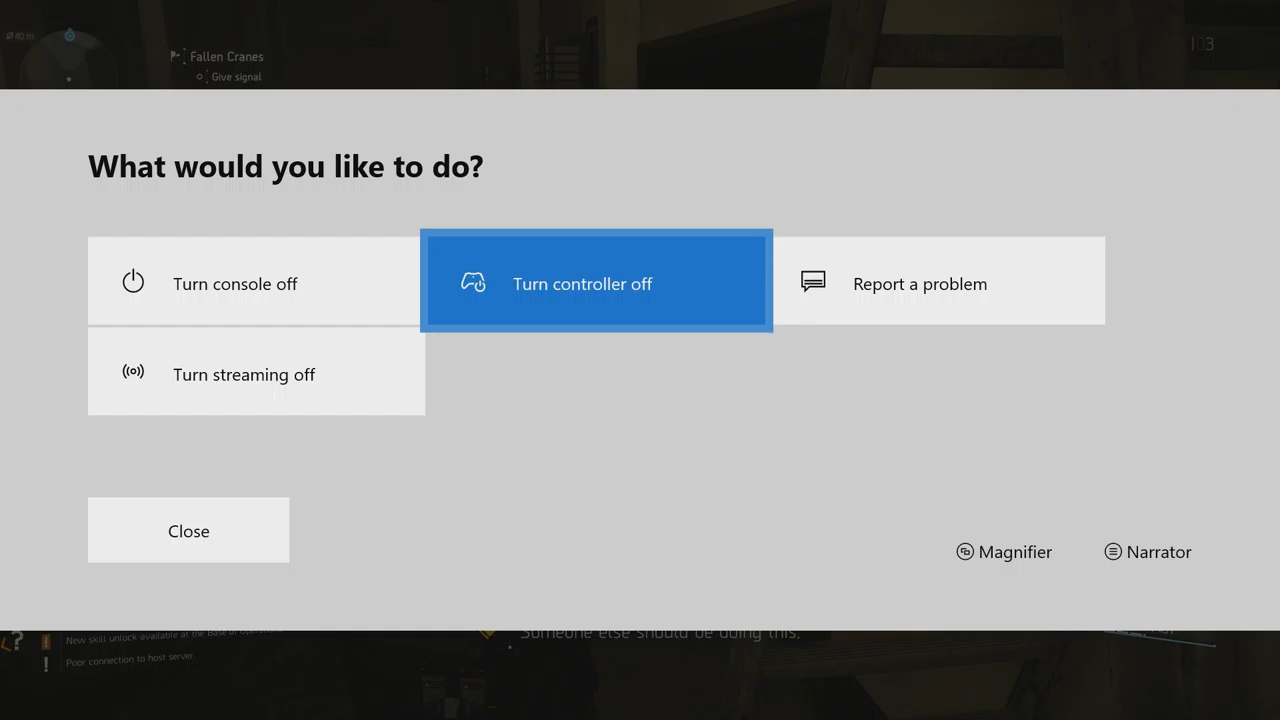 40 m
Fallen Cranes
Give signal
03
What would you like to do?
Turn console off
Turn controller off
Report a problem
Turn streaming off
Close
Magnifier
Narrator
?
New skill unlock available at the Base of
Someone else should be doing this.
! Poor connection to host server.